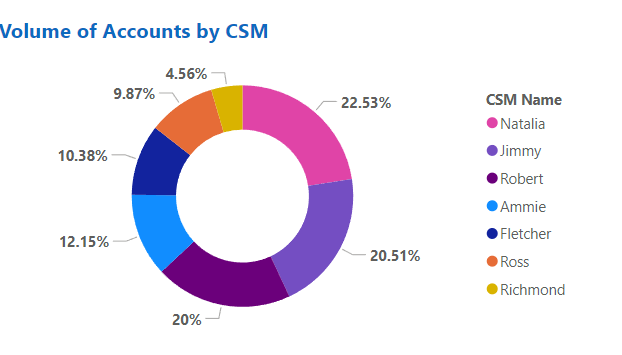 Volume of Accounts by CSM
4.56%
9.87%
22.53%
10.38%
12.15%
20.51%
20%
CSM Name
Natalia
Jimmy
Robert
Ammie
Fletcher
Ross
Richmond